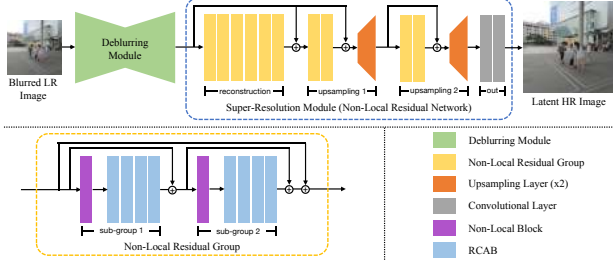 Blurred LR
Image
Deblurring
Module
reconstruction
upsampling 1
upsampling 2
out
Super-Resolution Module (Non-Local Residual Network)
Latent HR Image
sub-group 1
sub-group 2
Non-Local Residual Group
Deblurring Module
Non-Local Residual Group
Upsampling Layer (x2)
Convolutional Layer
Non-Local Block
RCAB